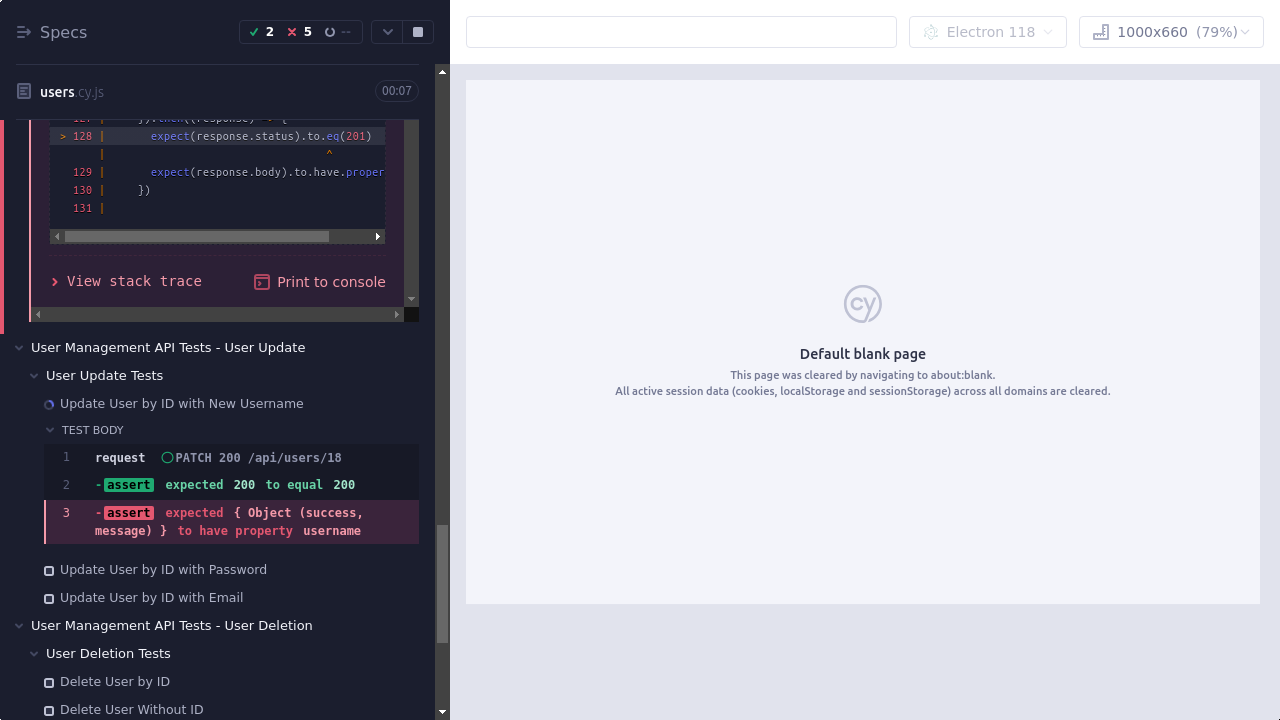 Specs
2
5
--
Electron 118
1000x660 (79%)
users.cy.js
00:07
127 | }).then((response) => {
> 128 | expect(response.status).to.eq(201)
| ^
129 | expect(response.body).to.have.proper
130 | })
131 |
View stack trace
Print to console
User Management API Tests - User Update
User Update Tests
Update User by ID with New Username
TEST BODY
1 request PATCH 200 /api/users/18
2 -assert expected 200 to equal 200
3 -assert expected { Object (success,
message) } to have property username
Update User by ID with Password
Update User by ID with Email
User Management API Tests - User Deletion
User Deletion Tests
Delete User by ID
Delete User Without ID
cy
Default blank page
This page was cleared by navigating to about:blank.
All active session data (cookies, localStorage and sessionStorage) across all domains are cleared.